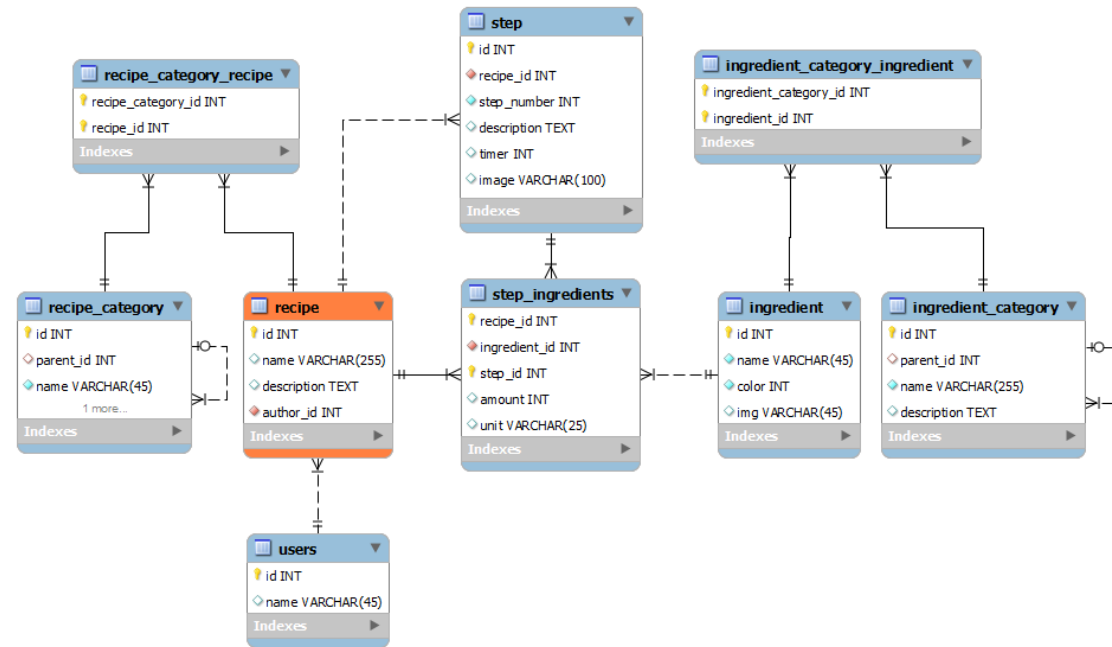 step
id INT
recipe_id INT
step_number INT
description TEXT
timer INT
image VARCHAR(100)
Indexes
recipe_category_recipe
recipe_category_id INT
recipe_id INT
Indexes
ingredient_category_ingredient
ingredient_category_id INT
ingredient_id INT
Indexes
recipe_category
id INT
parent_id INT
name VARCHAR(45)
1 more...
Indexes
recipe
id INT
name VARCHAR(255)
description TEXT
author_id INT
Indexes
step_ingredients
recipe_id INT
ingredient_id INT
step_id INT
amount INT
unit VARCHAR(25)
Indexes
ingredient
id INT
name VARCHAR(45)
color INT
img VARCHAR(45)
Indexes
ingredient_category
id INT
parent_id INT
name VARCHAR(255)
description TEXT
Indexes
users
id INT
name VARCHAR(45)
Indexes